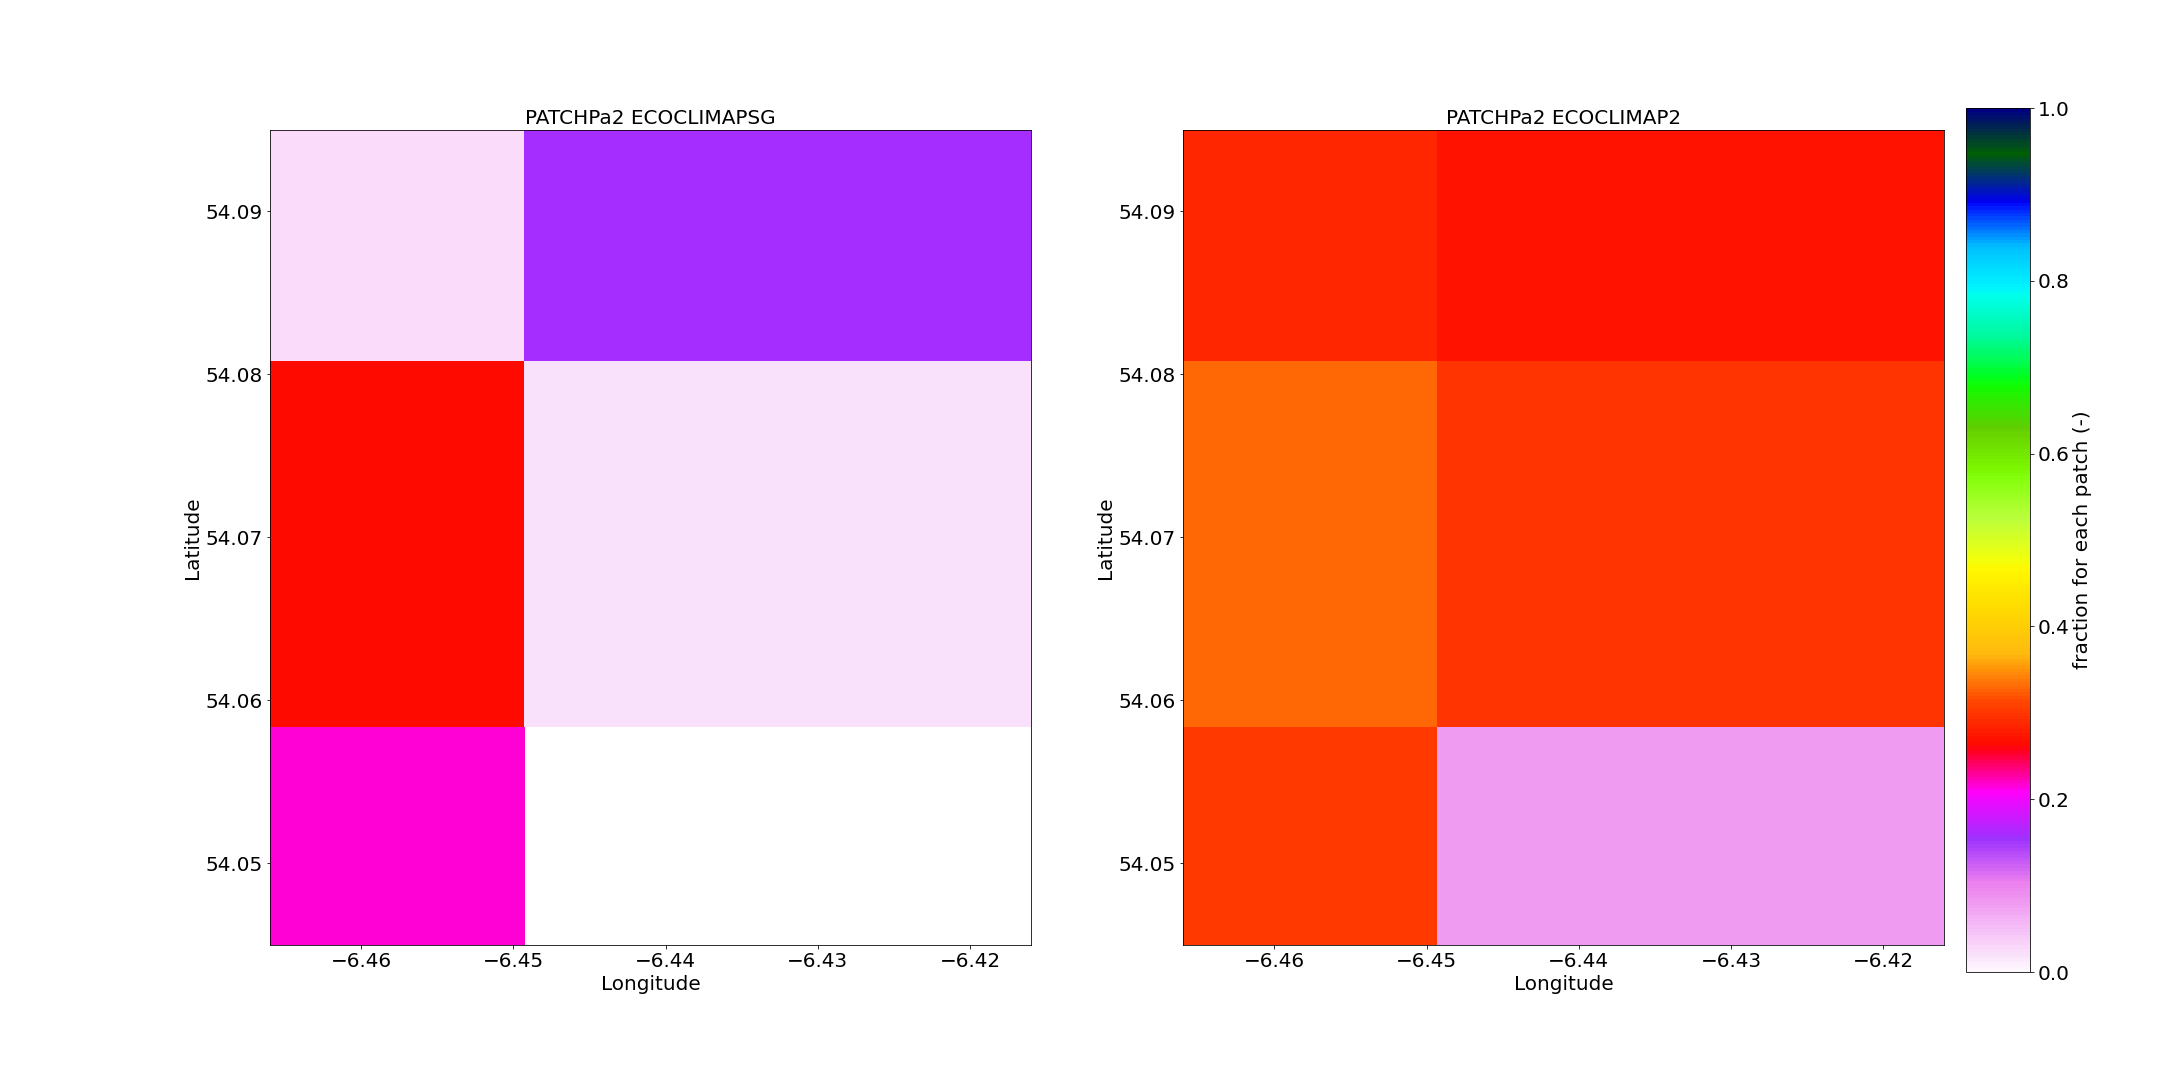 PATCHPa2 ECOCLIMAPSG
54.09
54.08
54.07
54.06
54.05
Latitude
−6.46 −6.45 −6.44 −6.43 −6.42
Longitude
PATCHPa2 ECOCLIMAP2
54.09
54.08
54.07
54.06
54.05
Latitude
−6.46 −6.45 −6.44 −6.43 −6.42
Longitude
1.0
0.8
0.6
0.4
0.2
0.0
fraction for each patch (-)